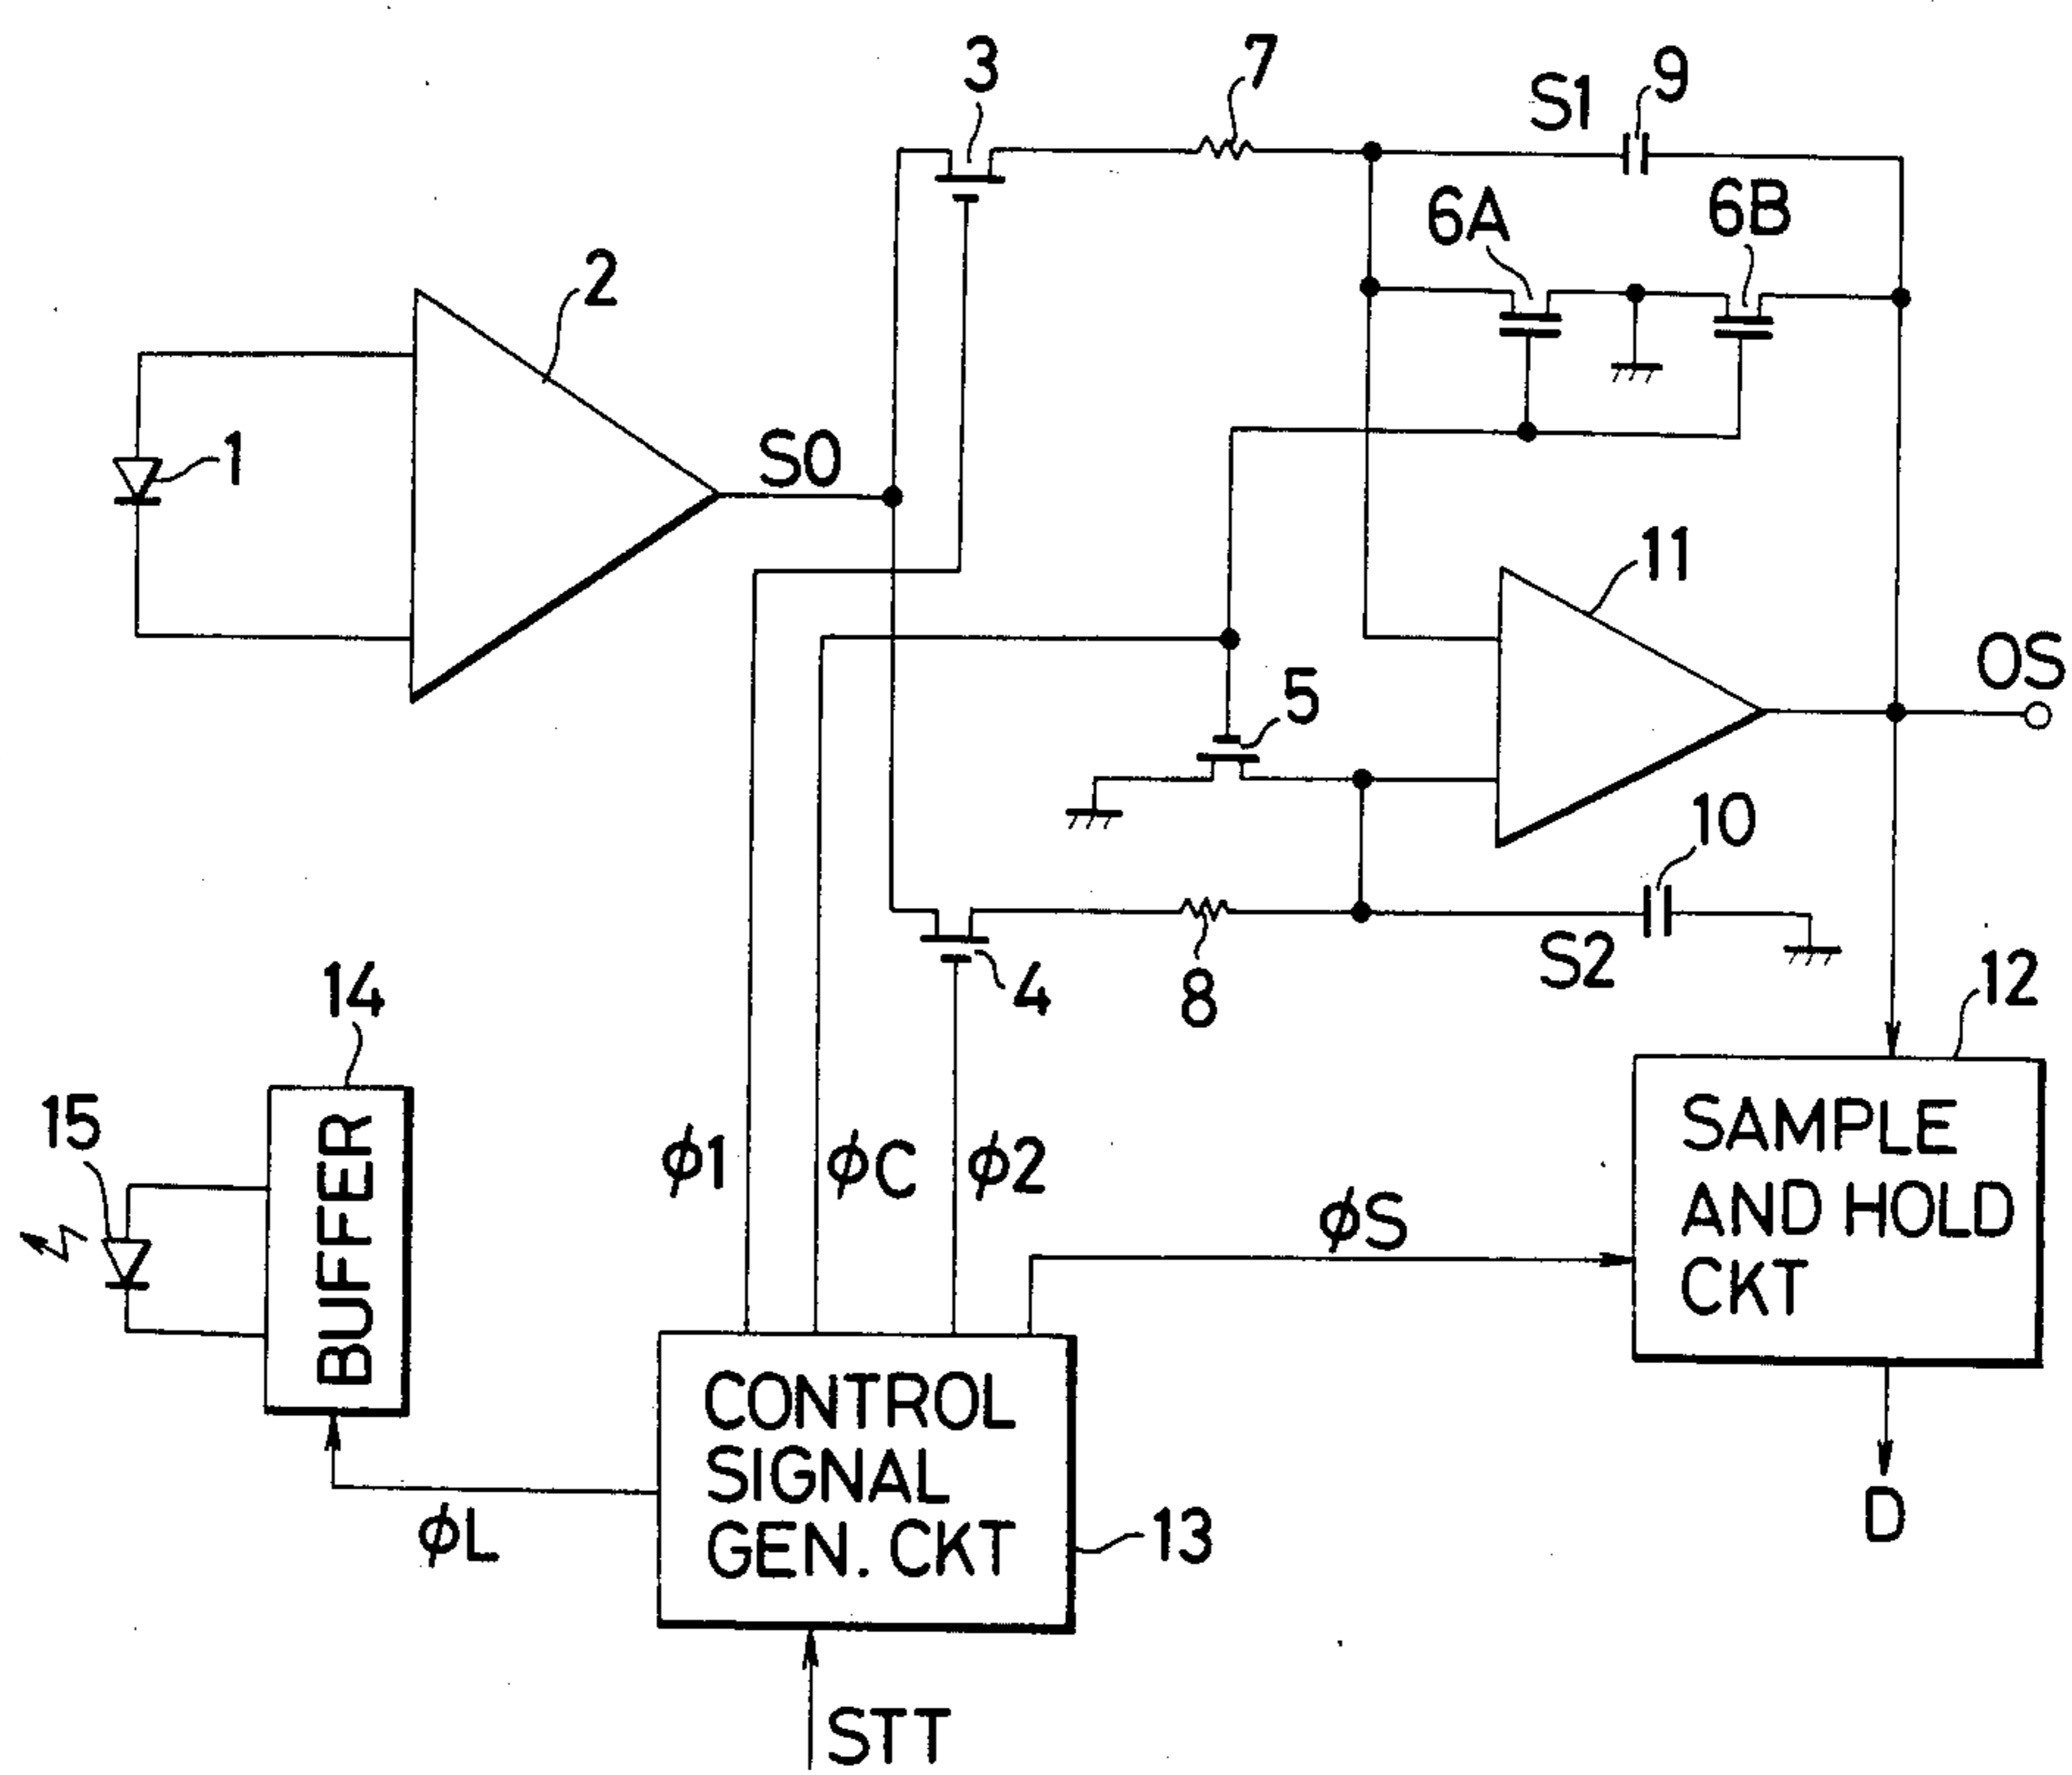 3
7
S1
9
6A
6B
2
1
S0
11
OS
5
10
4
8
S2
12
14
15
BUFFER
ϕ1
ϕC
ϕ2
ϕS
SAMPLE
AND HOLD
CKT
CONTROL
SIGNAL
GEN. CKT
13
ϕL
D
STT